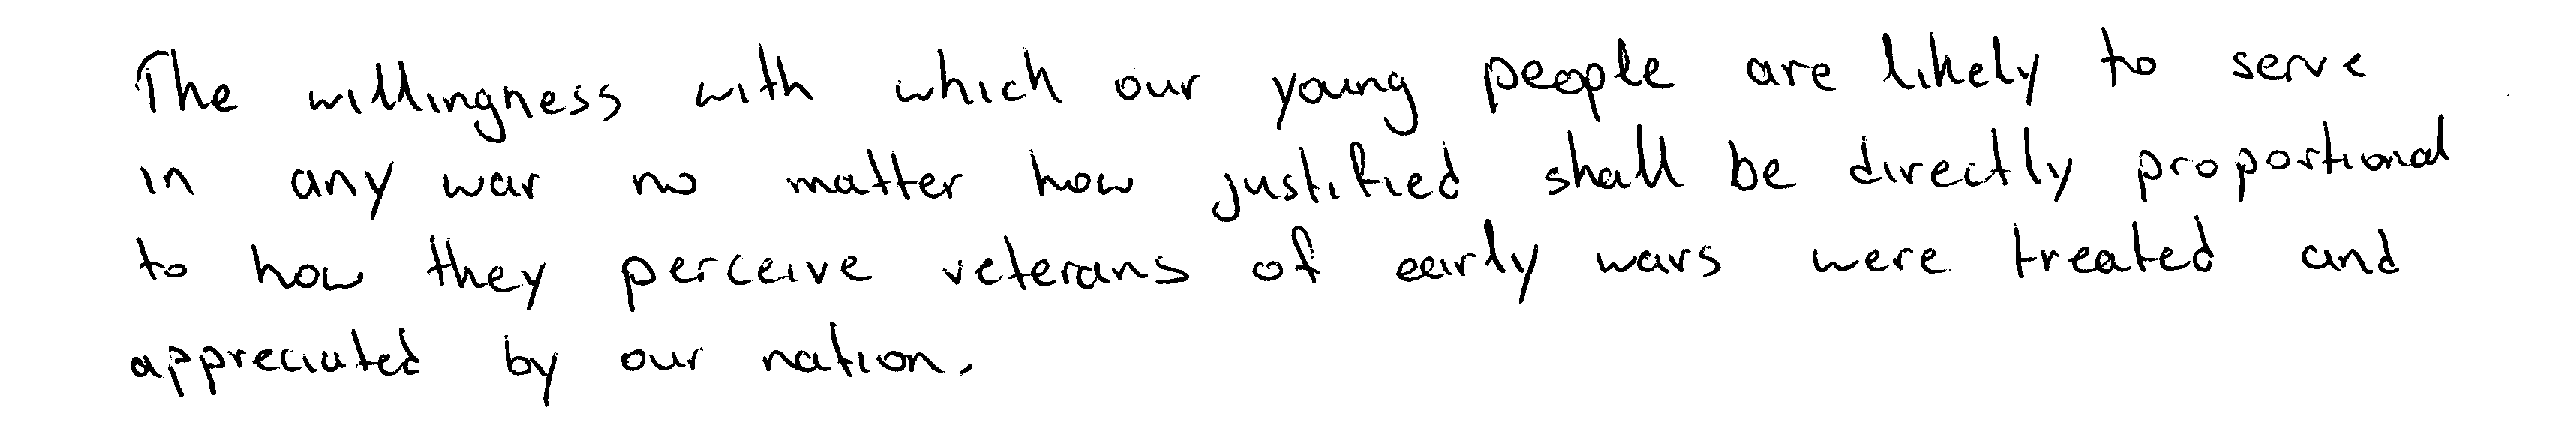 The willingness with which our young people are likely to serve
in any war no matter how justified shall be directly proportional
to how they perceive veterans of early wars were treated and
appreciated by our nation.